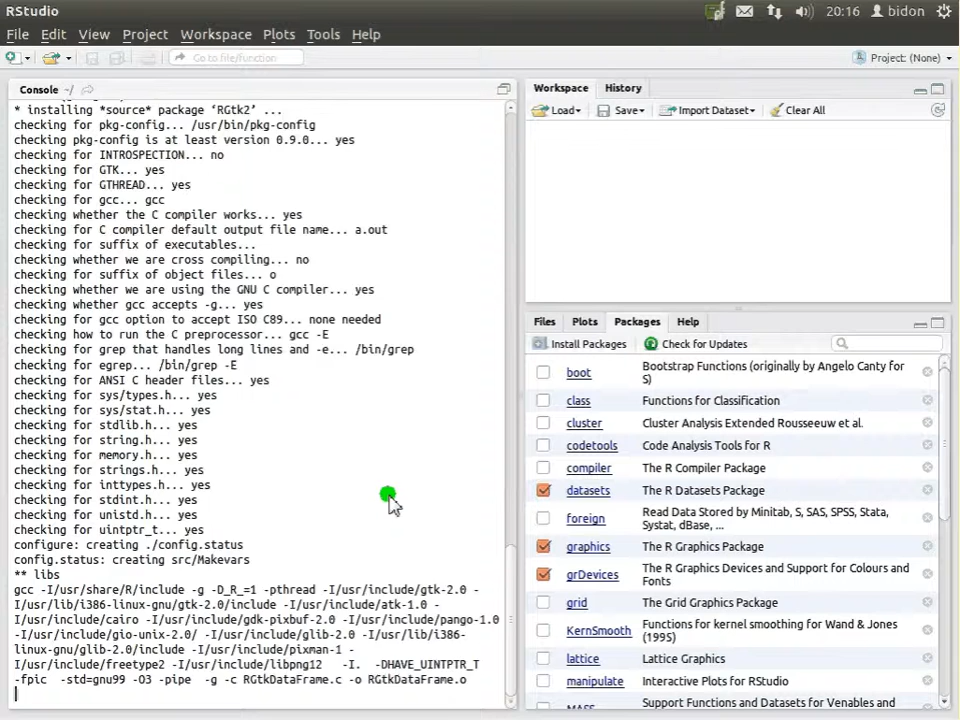 RStudio
20:16
bidon
File Edit View Project Workspace Plots Tools Help
Go to file/function
Project: (None)
Console ~/
* installing *source* package ‘RGtk2’ ...
checking for pkg-config... /usr/bin/pkg-config
checking pkg-config is at least version 0.9.0... yes
checking for INTROSPECTION... no
checking for GTK... yes
checking for GTHREAD... yes
checking for gcc... gcc
checking whether the C compiler works... yes
checking for C compiler default output file name... a.out
checking for suffix of executables...
checking whether we are cross compiling... no
checking for suffix of object files... o
checking whether we are using the GNU C compiler... yes
checking whether gcc accepts -g... yes
checking for gcc option to accept ISO C89... none needed
checking how to run the C preprocessor... gcc -E
checking for grep that handles long lines and -e... /bin/grep
checking for egrep... /bin/grep -E
checking for ANSI C header files... yes
checking for sys/types.h... yes
checking for sys/stat.h... yes
checking for stdlib.h... yes
checking for string.h... yes
checking for memory.h... yes
checking for strings.h... yes
checking for inttypes.h... yes
checking for stdint.h... yes
checking for unistd.h... yes
checking for uintptr_t... yes
configure: creating ./config.status
config.status: creating src/Makevars
** libs
gcc -I/usr/share/R/include -g -D_R_=1 -pthread -I/usr/include/gtk-2.0 -
I/usr/lib/i386-linux-gnu/gtk-2.0/include -I/usr/include/atk-1.0 -
I/usr/include/cairo -I/usr/include/gdk-pixbuf-2.0 -I/usr/include/pango-1.0
-I/usr/include/gio-unix-2.0/ -I/usr/include/glib-2.0 -I/usr/lib/i386-
linux-gnu/glib-2.0/include -I/usr/include/pixman-1 -
I/usr/include/freetype2 -I/usr/include/libpng12 -I. -DHAVE_UINTPTR_T
-fpic -std=gnu99 -O3 -pipe -g -c RGtkDataFrame.c -o RGtkDataFrame.o
Workspace History
Load Save Import Dataset Clear All
Files Plots Packages Help
Install Packages Check for Updates
boot Bootstrap Functions (originally by Angelo Canty for
S)
class Functions for Classification
cluster Cluster Analysis Extended Rousseeuw et al.
codetools Code Analysis Tools for R
compiler The R Compiler Package
datasets The R Datasets Package
foreign Read Data Stored by Minitab, S, SAS, SPSS, Stata,
Systat, dBase, ...
graphics The R Graphics Package
grDevices The R Graphics Devices and Support for Colours and
Fonts
grid The Grid Graphics Package
KernSmooth Functions for kernel smoothing for Wand & Jones
(1995)
lattice Lattice Graphics
manipulate Interactive Plots for RStudio
MASS Support Functions and Datasets for Venables and